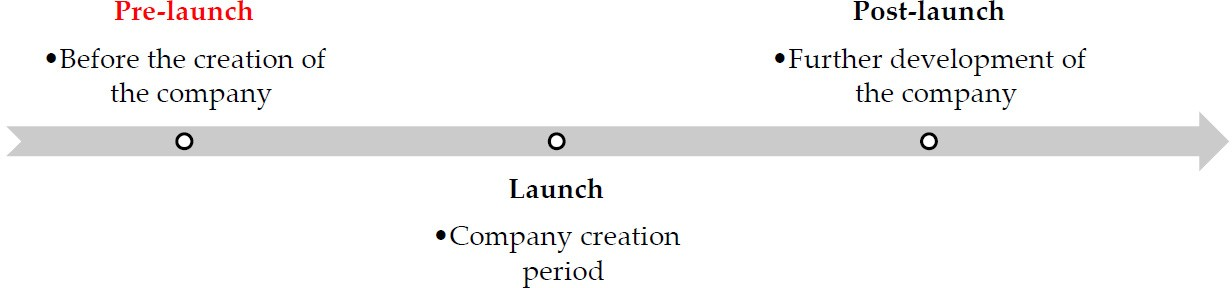 Pre-launch
•Before the creation of
the company
Launch
•Company creation
period
Post-launch
•Further development of
the company